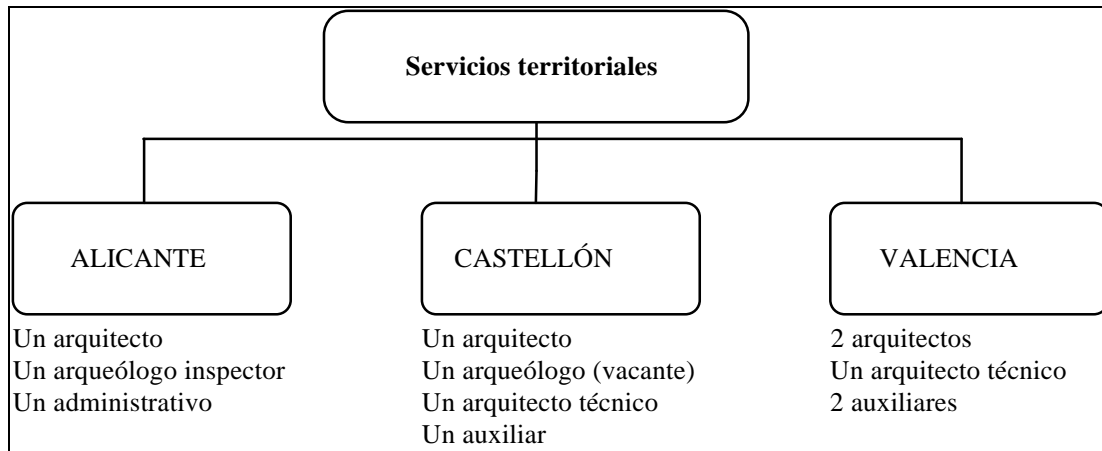 Servicios territoriales
ALICANTE
Un arquitecto
Un arqueólogo inspector
Un administrativo
CASTELLÓN
Un arquitecto
Un arqueólogo (vacante)
Un arquitecto técnico
Un auxiliar
VALENCIA
2 arquitectos
Un arquitecto técnico
2 auxiliares